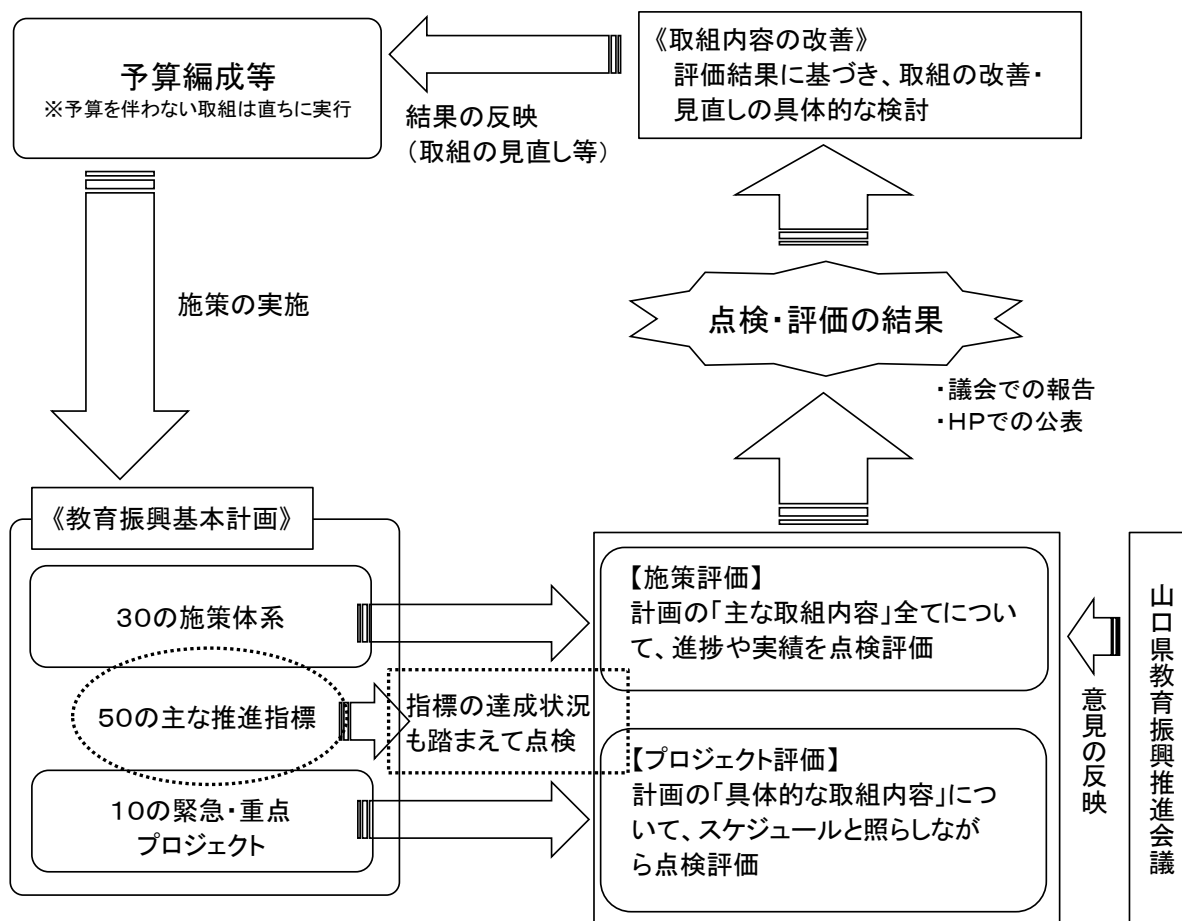 予算編成等
※予算を伴わない取組は直ちに実行
結果の反映
（取組の見直し等）
《取組内容の改善》
評価結果に基づき、取組の改善・
見直しの具体的な検討
施策の実施
点検・評価の結果
・議会での報告
・ＨＰでの公表
《教育振興基本計画》
３０の施策体系
５０の主な推進指標
１０の緊急・重点
プロジェクト
指標の達成状況
も踏まえて点検
【施策評価】
計画の「主な取組内容」全てについ
て、進捗や実績を点検評価
【プロジェクト評価】
計画の「具体的な取組内容」につ
いて、スケジュールと照らしなが
ら点検評価
意見の反映
山口県教育振興推進会議